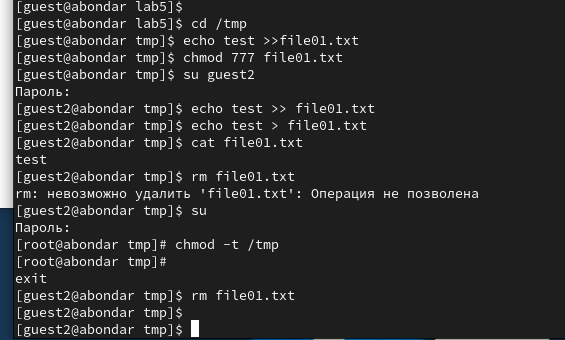 [guest@abondar lab5]$
[guest@abondar lab5]$ cd /tmp
[guest@abondar tmp]$ echo test >>file01.txt
[guest@abondar tmp]$ chmod 777 file01.txt
[guest@abondar tmp]$ su guest2
Пароль:
[guest2@abondar tmp]$ echo test >> file01.txt
[guest2@abondar tmp]$ echo test > file01.txt
[guest2@abondar tmp]$ cat file01.txt
test
[guest2@abondar tmp]$ rm file01.txt
rm: невозможно удалить 'file01.txt': Операция не позволена
[guest2@abondar tmp]$ su
Пароль:
[root@abondar tmp]# chmod -t /tmp
[root@abondar tmp]#
exit
[guest2@abondar tmp]$ rm file01.txt
[guest2@abondar tmp]$
[guest2@abondar tmp]$